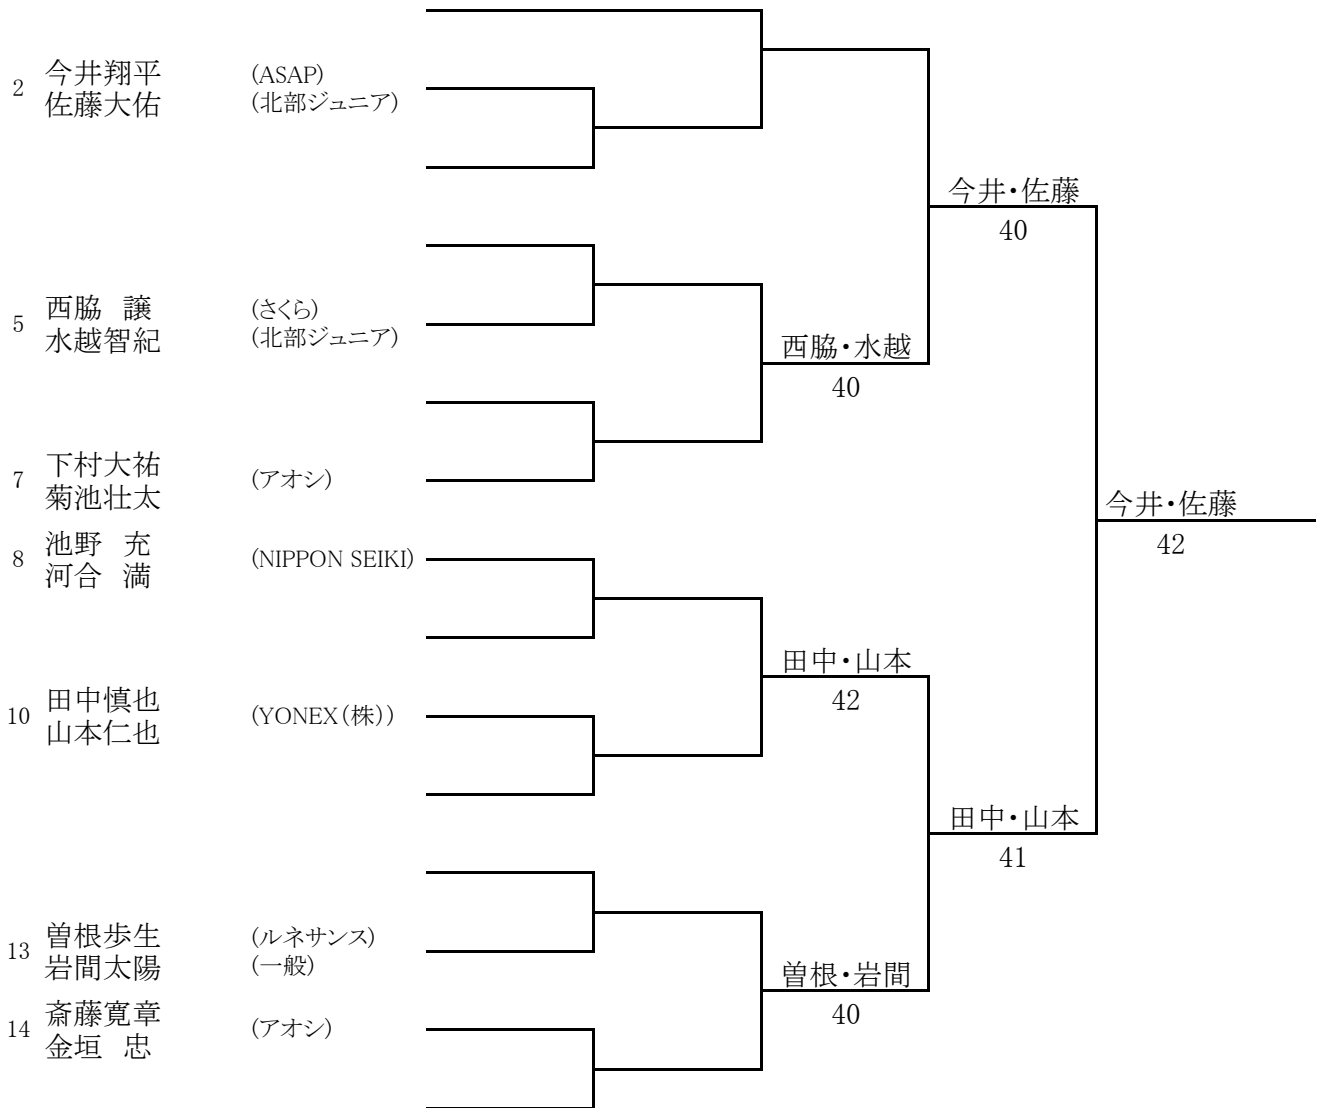 2 今井翔平 (ASAP)
佐藤大佑 (北部ジュニア)
今井・佐藤
40
5 西脇 譲 (さくら)
水越智紀 (北部ジュニア)
西脇・水越
40
7 下村大祐 (アオシ)
菊池壮太
今井・佐藤
42
8 池野 充 (NIPPON SEIKI)
河合 満
田中・山本
42
10 田中慎也 (YONEX(株))
山本仁也
田中・山本
41
13 曽根歩生 (ルネサンス)
岩間太陽 (一般)
曽根・岩間
40
14 斎藤寛章 (アオシ)
金垣 忠